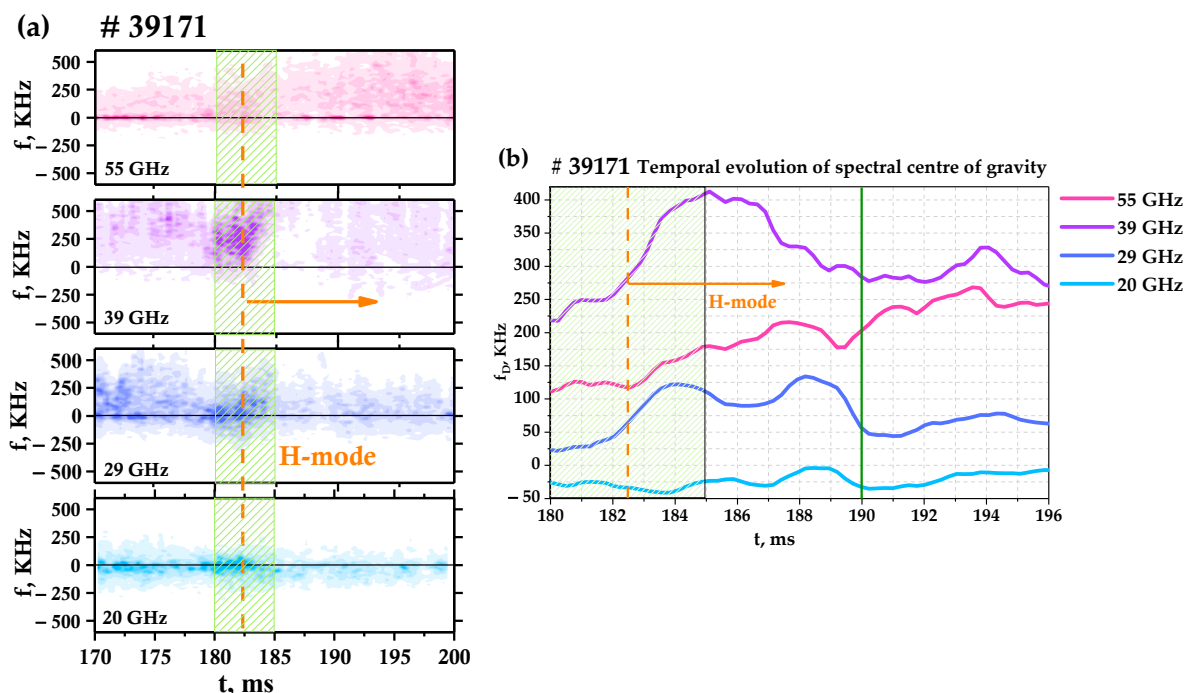 (a) # 39171
500
250
0
−250
−500
f, KHz
55 GHz
500
250
0
−250
−500
f, KHz
39 GHz
500
250
0
−250
−500
f, KHz
29 GHz
H-mode
500
250
0
−250
−500
f, KHz
20 GHz
170 175 180 185 190 195 200
t, ms
(b) # 39171 Temporal evolution of spectral centre of gravity
400
350
300
250
200
150
100
50
0
−50
f_D, KHz
H-mode
180 182 184 186 188 190 192 194 196
t, ms
55 GHz
39 GHz
29 GHz
20 GHz